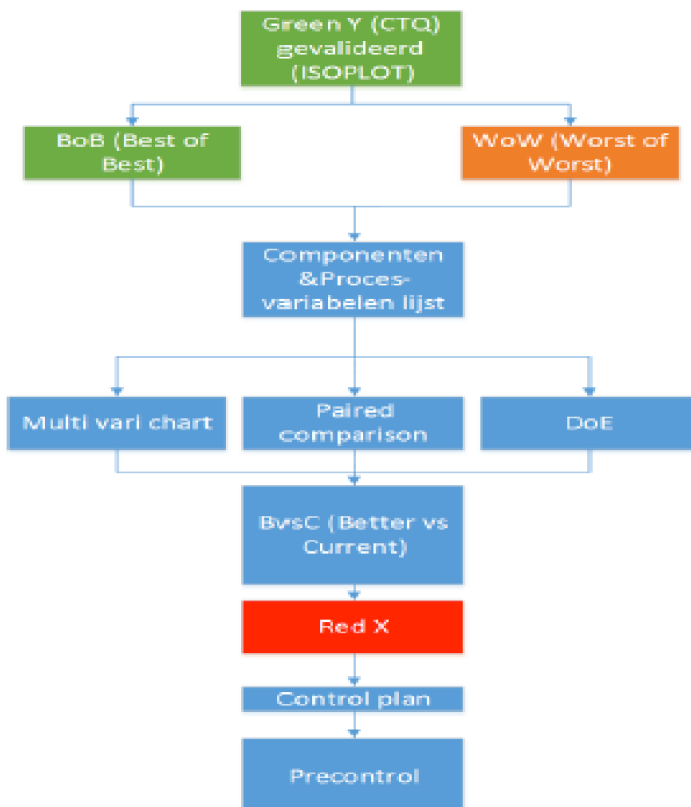 Green Y (CTQ)
gevalideerd
(ISOPLOT)
BoB (Best of
Best)
WoW (Worst of
Worst)
Componenten
&Proces-
variabelen lijst
Multi vari chart
Paired
comparison
DoE
BvsC (Better vs
Current)
Red X
Control plan
Precontrol